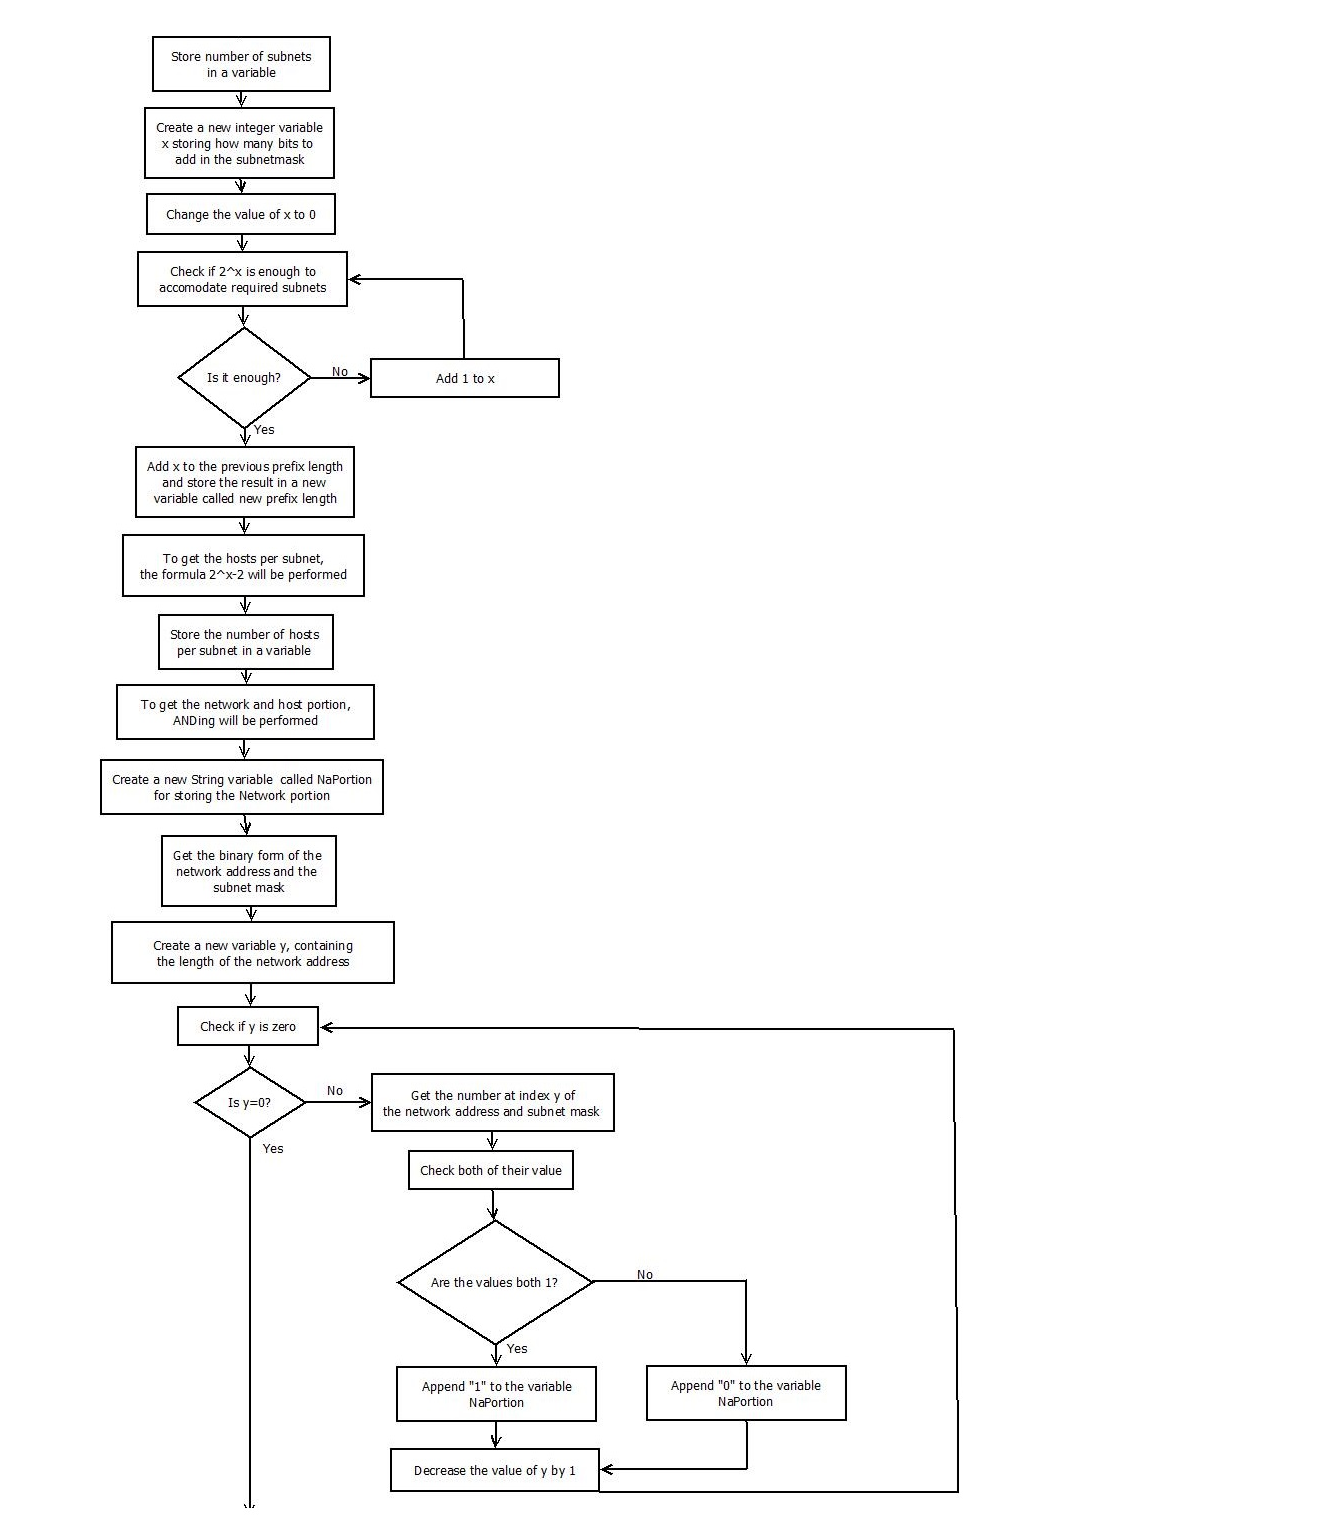 Store number of subnets
in a variable
Create a new integer variable
x storing how many bits to
add in the subnetmask
Change the value of x to 0
Check if 2^x is enough to
accomodate required subnets
Is it enough?
No
Add 1 to x
Yes
Add x to the previous prefix length
and store the result in a new
variable called new prefix length
To get the hosts per subnet,
the formula 2^x-2 will be performed
Store the number of hosts
per subnet in a variable
To get the network and host portion,
ANDing will be performed
Create a new String variable called NaPortion
for storing the Network portion
Get the binary form of the
network address and the
subnet mask
Create a new variable y, containing
the length of the network address
Check if y is zero
Is y=0?
No
Get the number at index y of
the network address and subnet mask
Yes
Check both of their value
Are the values both 1?
No
Yes
Append "1" to the variable
NaPortion
Append "0" to the variable
NaPortion
Decrease the value of y by 1